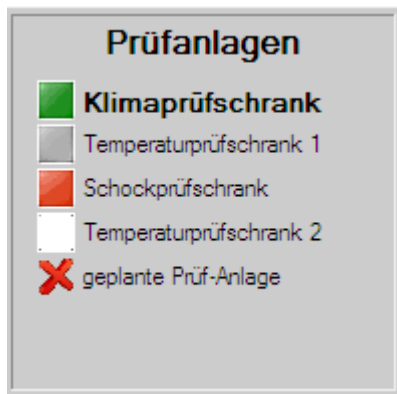 Prüfanlagen
Klimaprüfschrank
Temperaturprüfschrank 1
Schockprüfschrank
Temperaturprüfschrank 2
geplante Prüf-Anlage